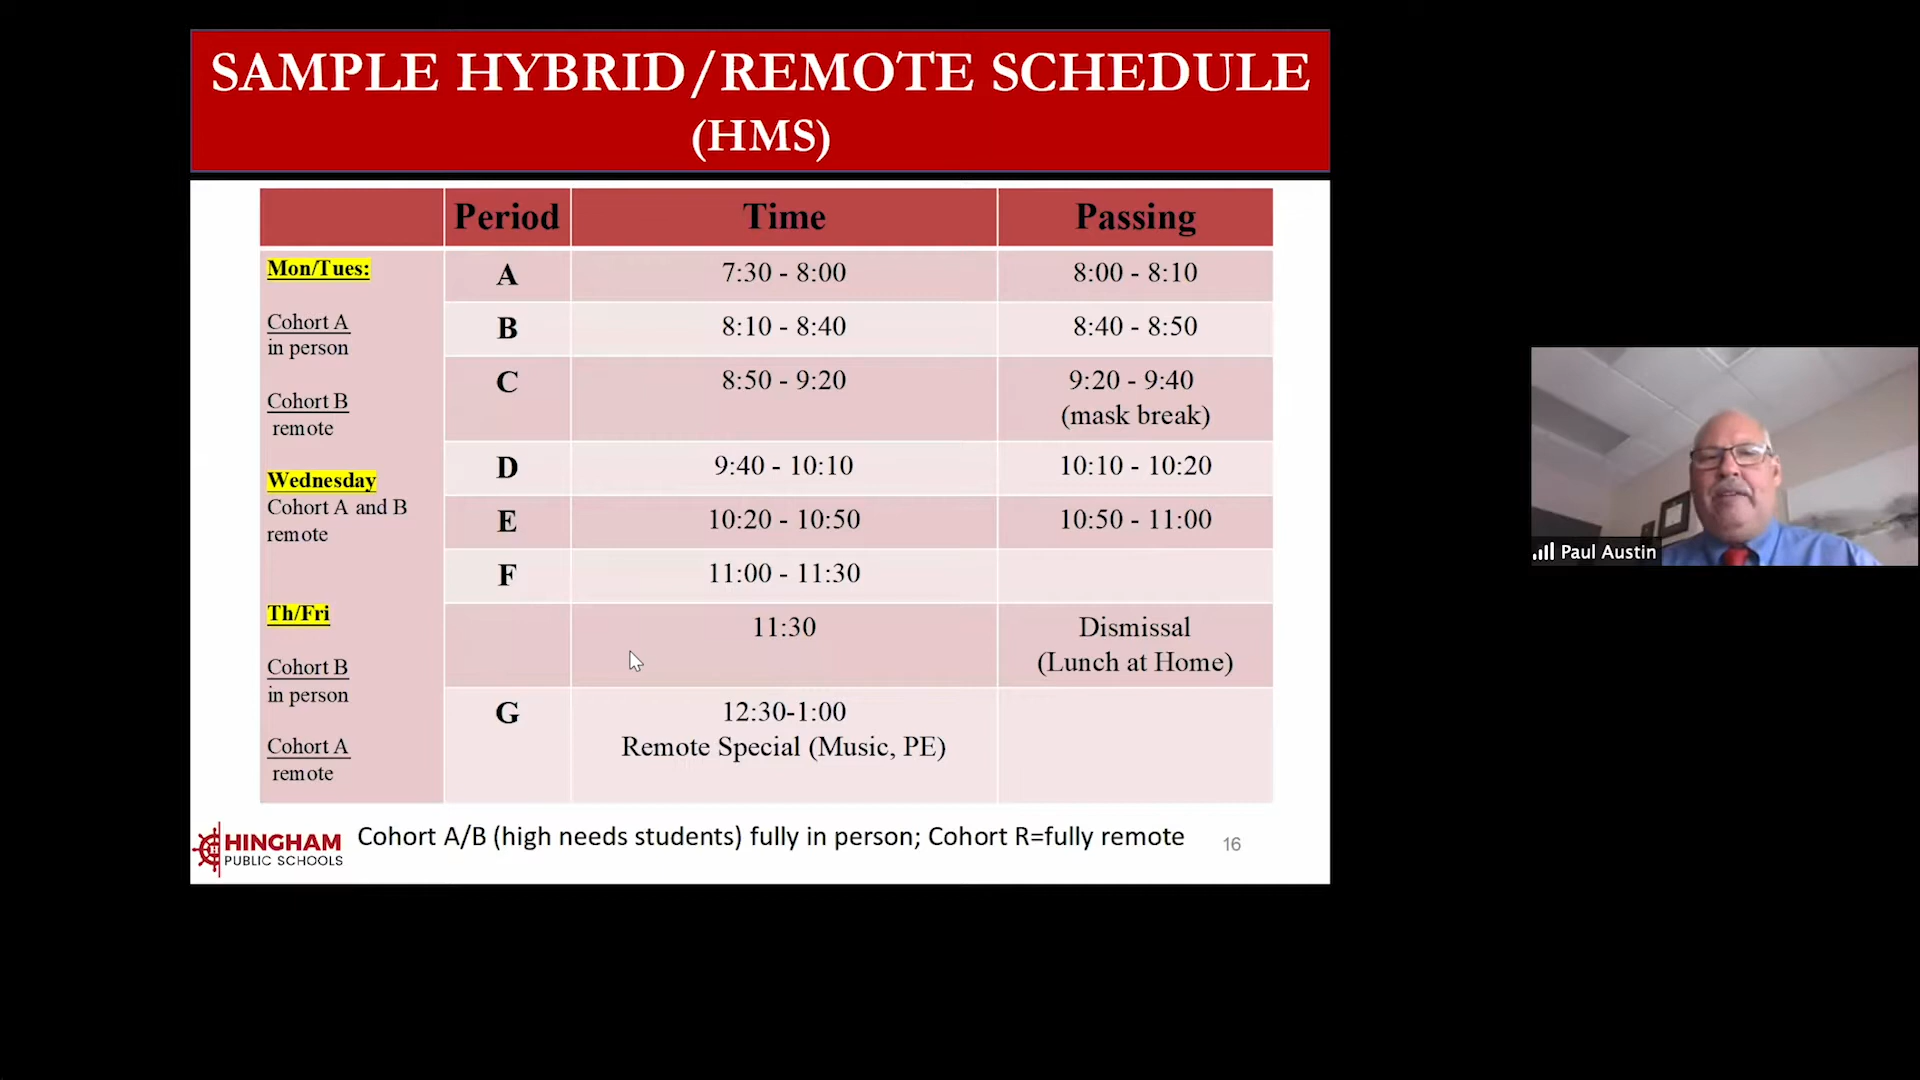 SAMPLE HYBRID/REMOTE SCHEDULE
(HMS)
Period Time Passing
Mon/Tues:
Cohort A
in person
Cohort B
remote
Wednesday
Cohort A and B
remote
Th/Fri
Cohort B
in person
Cohort A
remote
A 7:30 - 8:00 8:00 - 8:10
B 8:10 - 8:40 8:40 - 8:50
C 8:50 - 9:20 9:20 - 9:40
(mask break)
D 9:40 - 10:10 10:10 - 10:20
E 10:20 - 10:50 10:50 - 11:00
F 11:00 - 11:30
11:30 Dismissal
(Lunch at Home)
G 12:30-1:00
Remote Special (Music, PE)
HINGHAM
PUBLIC SCHOOLS
Cohort A/B (high needs students) fully in person; Cohort R=fully remote
16
Paul Austin